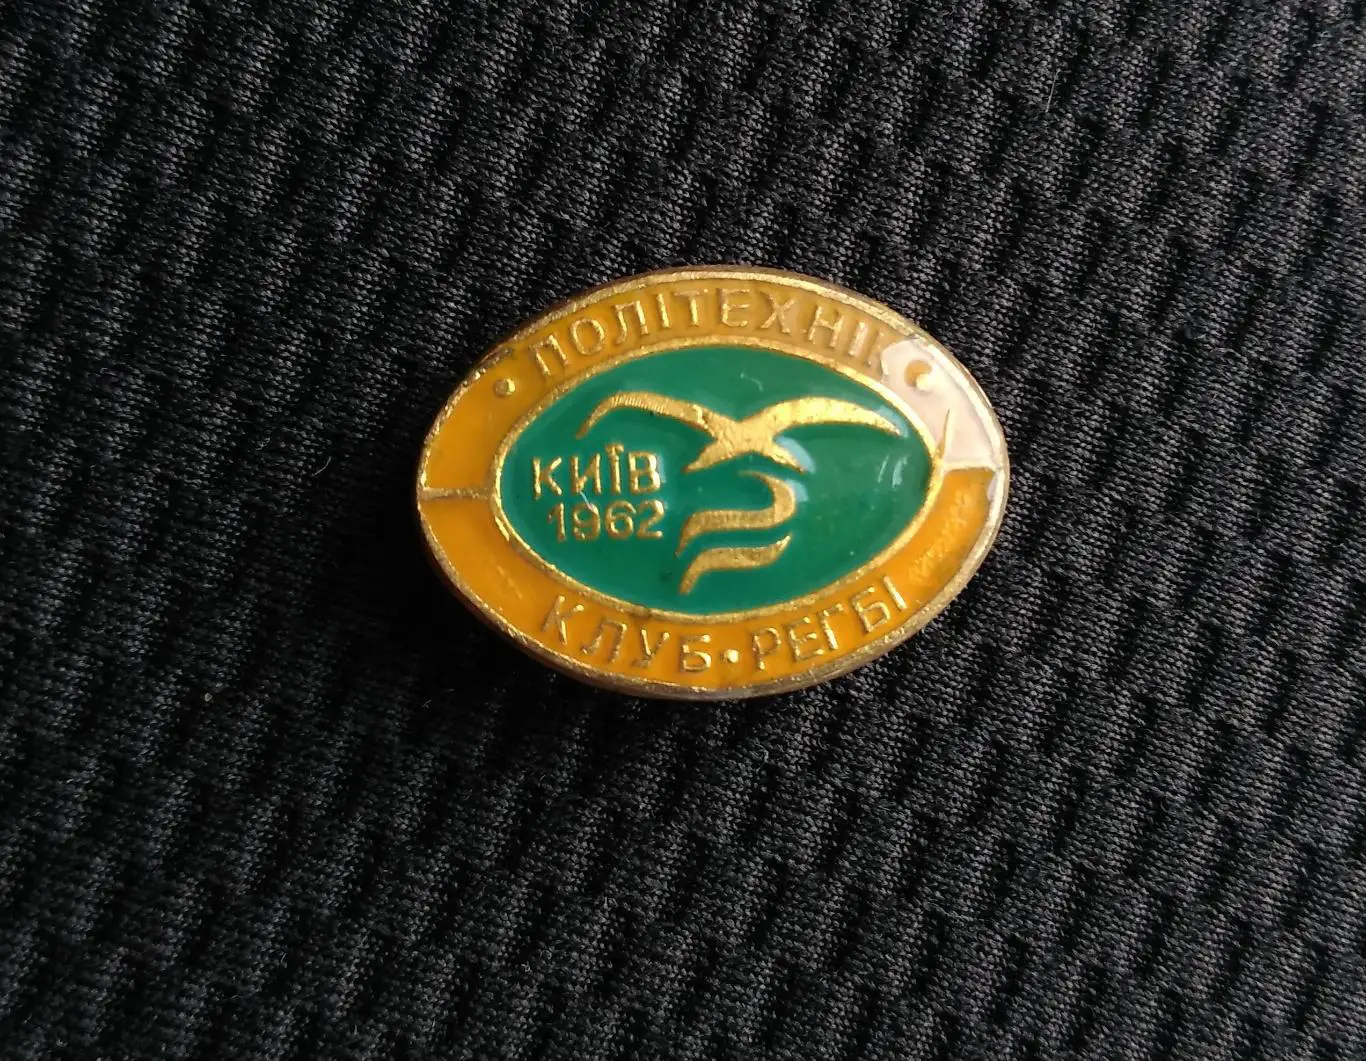 • ПОЛІТЕХНІК •
КИЇВ
1962
КЛУБ • РЕГБІ